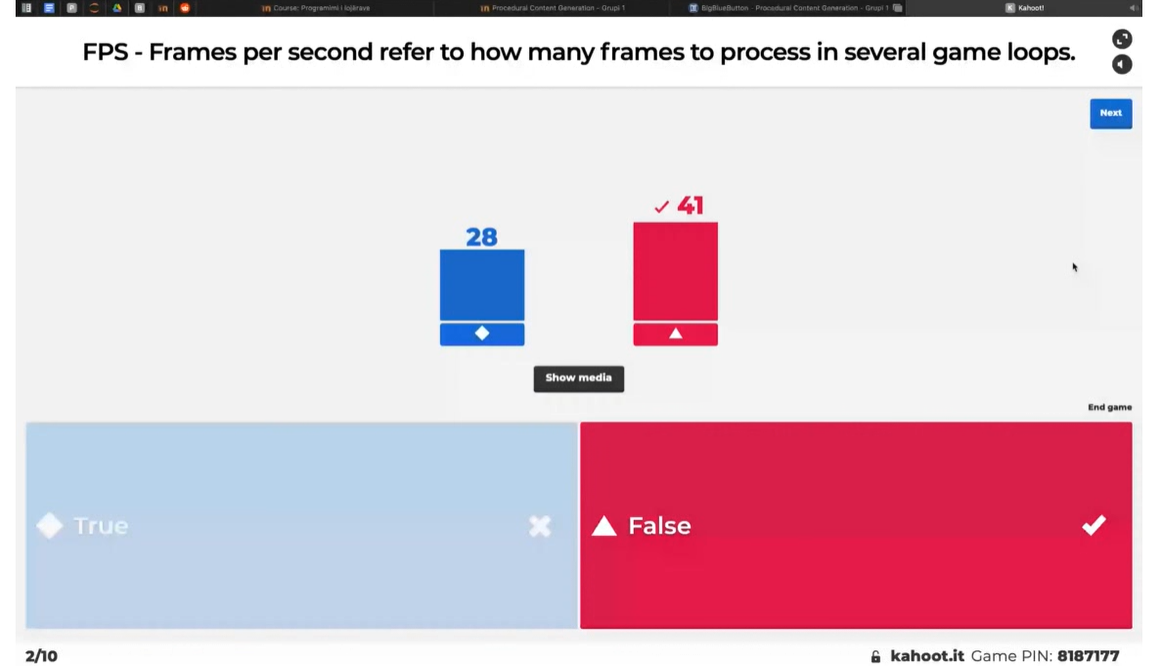 Course: Programimi i lojërave
Procedural Content Generation - Grupi 1
BigBlueButton - Procedural Content Generation - Grupi 1
Kahoot!
FPS - Frames per second refer to how many frames to process in several game loops.
Next
28
41
Show media
End game
True
False
2/10
kahoot.it Game PIN: 8187177